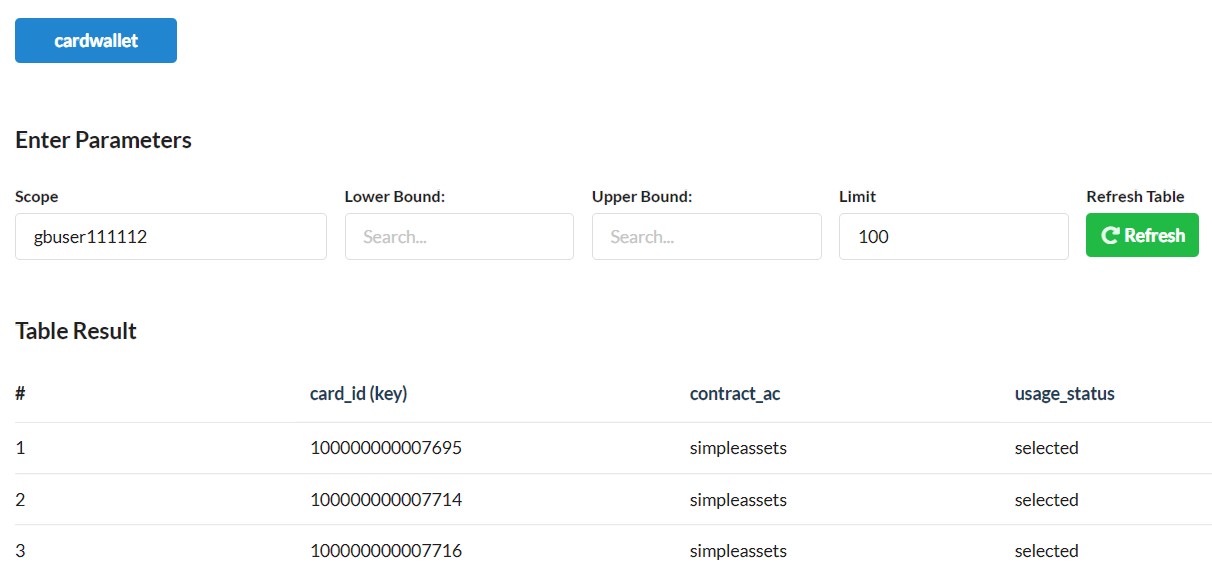 cardwallet
Enter Parameters
Scope Lower Bound: Upper Bound: Limit Refresh Table
gbuser111112 Search... Search... 100 Refresh
Table Result
# card_id (key) contract_ac usage_status
1 100000000007695 simpleassets selected
2 100000000007714 simpleassets selected
3 100000000007716 simpleassets selected